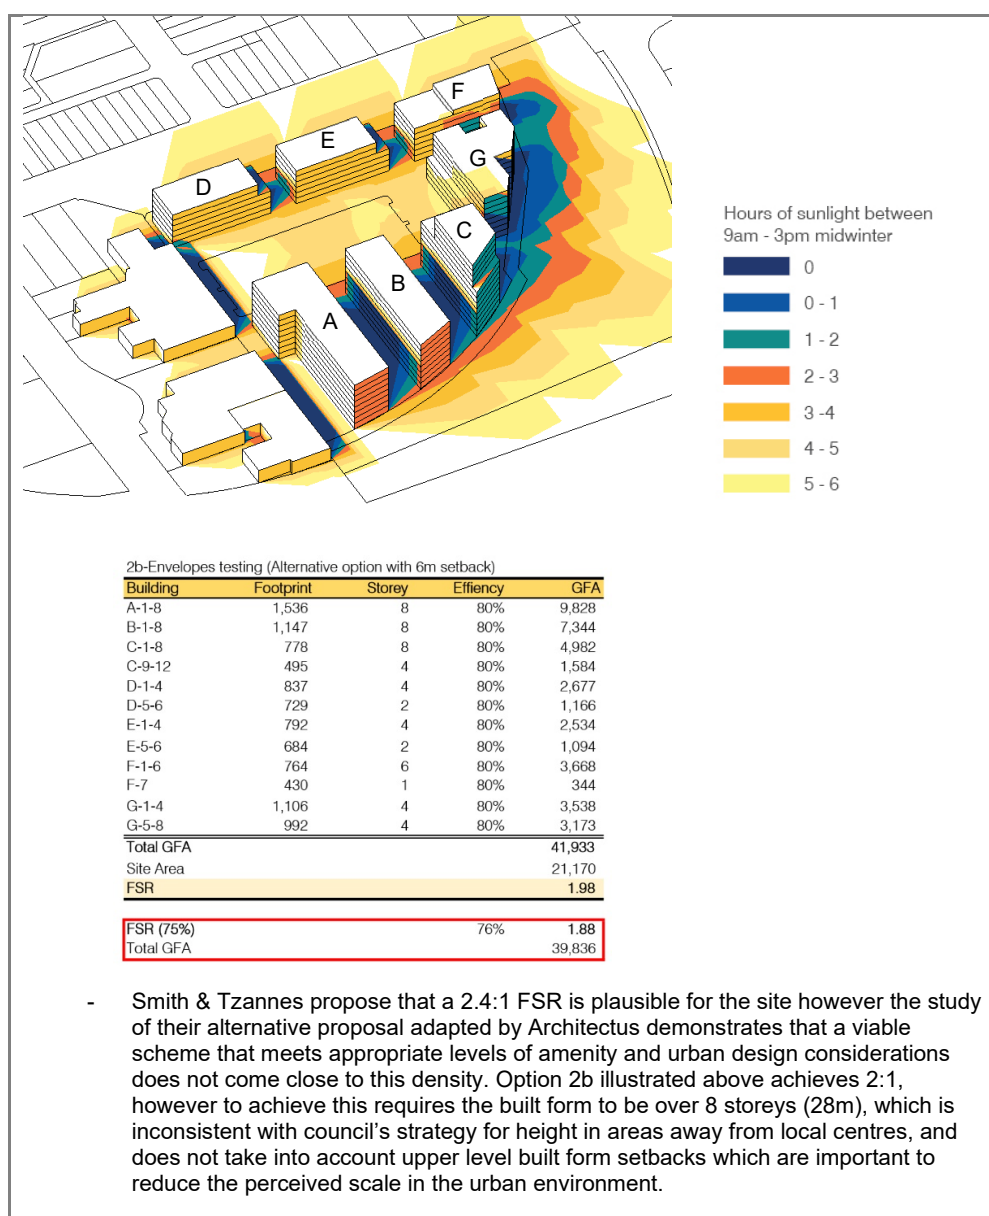 F
E
G
D
C
B
A
Hours of sunlight between
9am - 3pm midwinter
0
0 - 1
1 - 2
2 - 3
3 - 4
4 - 5
5 - 6
2b-Envelopes testing (Alternative option with 6m setback)
Building Footprint Storey Effiency GFA
A-1-8 1,536 8 80% 9,828
B-1-8 1,147 8 80% 7,344
C-1-8 778 8 80% 4,982
C-9-12 495 4 80% 1,584
D-1-4 837 4 80% 2,677
D-5-6 729 2 80% 1,166
E-1-4 792 4 80% 2,534
E-5-6 684 2 80% 1,094
F-1-6 764 6 80% 3,668
F-7 430 1 80% 344
G-1-4 1,106 4 80% 3,538
G-5-8 992 4 80% 3,173
Total GFA 41,933
Site Area 21,170
FSR 1.98
FSR (75%) 76% 1.88
Total GFA 39,836
- Smith & Tzannes propose that a 2.4:1 FSR is plausible for the site however the study
of their alternative proposal adapted by Architectus demonstrates that a viable
scheme that meets appropriate levels of amenity and urban design considerations
does not come close to this density. Option 2b illustrated above achieves 2:1,
however to achieve this requires the built form to be over 8 storeys (28m), which is
inconsistent with council's strategy for height in areas away from local centres, and
does not take into account upper level built form setbacks which are important to
reduce the perceived scale in the urban environment.